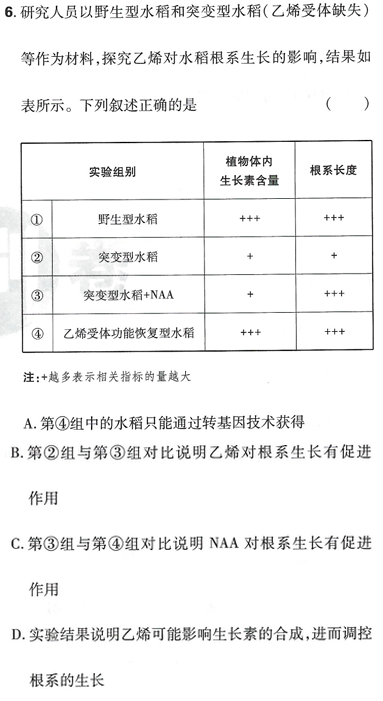 6. 研究人员以野生型水稻和突变型水稻(乙烯受体缺失)
等作为材料,探究乙烯对水稻根系生长的影响,结果如
表所示。下列叙述正确的是 ( )
实验组别 植物体内生长素含量 根系长度
① 野生型水稻 +++ +++
② 突变型水稻 + +
③ 突变型水稻+NAA + +++
④ 乙烯受体功能恢复型水稻 +++ +++
注:+越多表示相关指标的量越大
A. 第④组中的水稻只能通过转基因技术获得
B. 第②组与第③组对比说明乙烯对根系生长有促进
作用
C. 第③组与第④组对比说明 NAA 对根系生长有促进
作用
D. 实验结果说明乙烯可能影响生长素的合成,进而调控
根系的生长